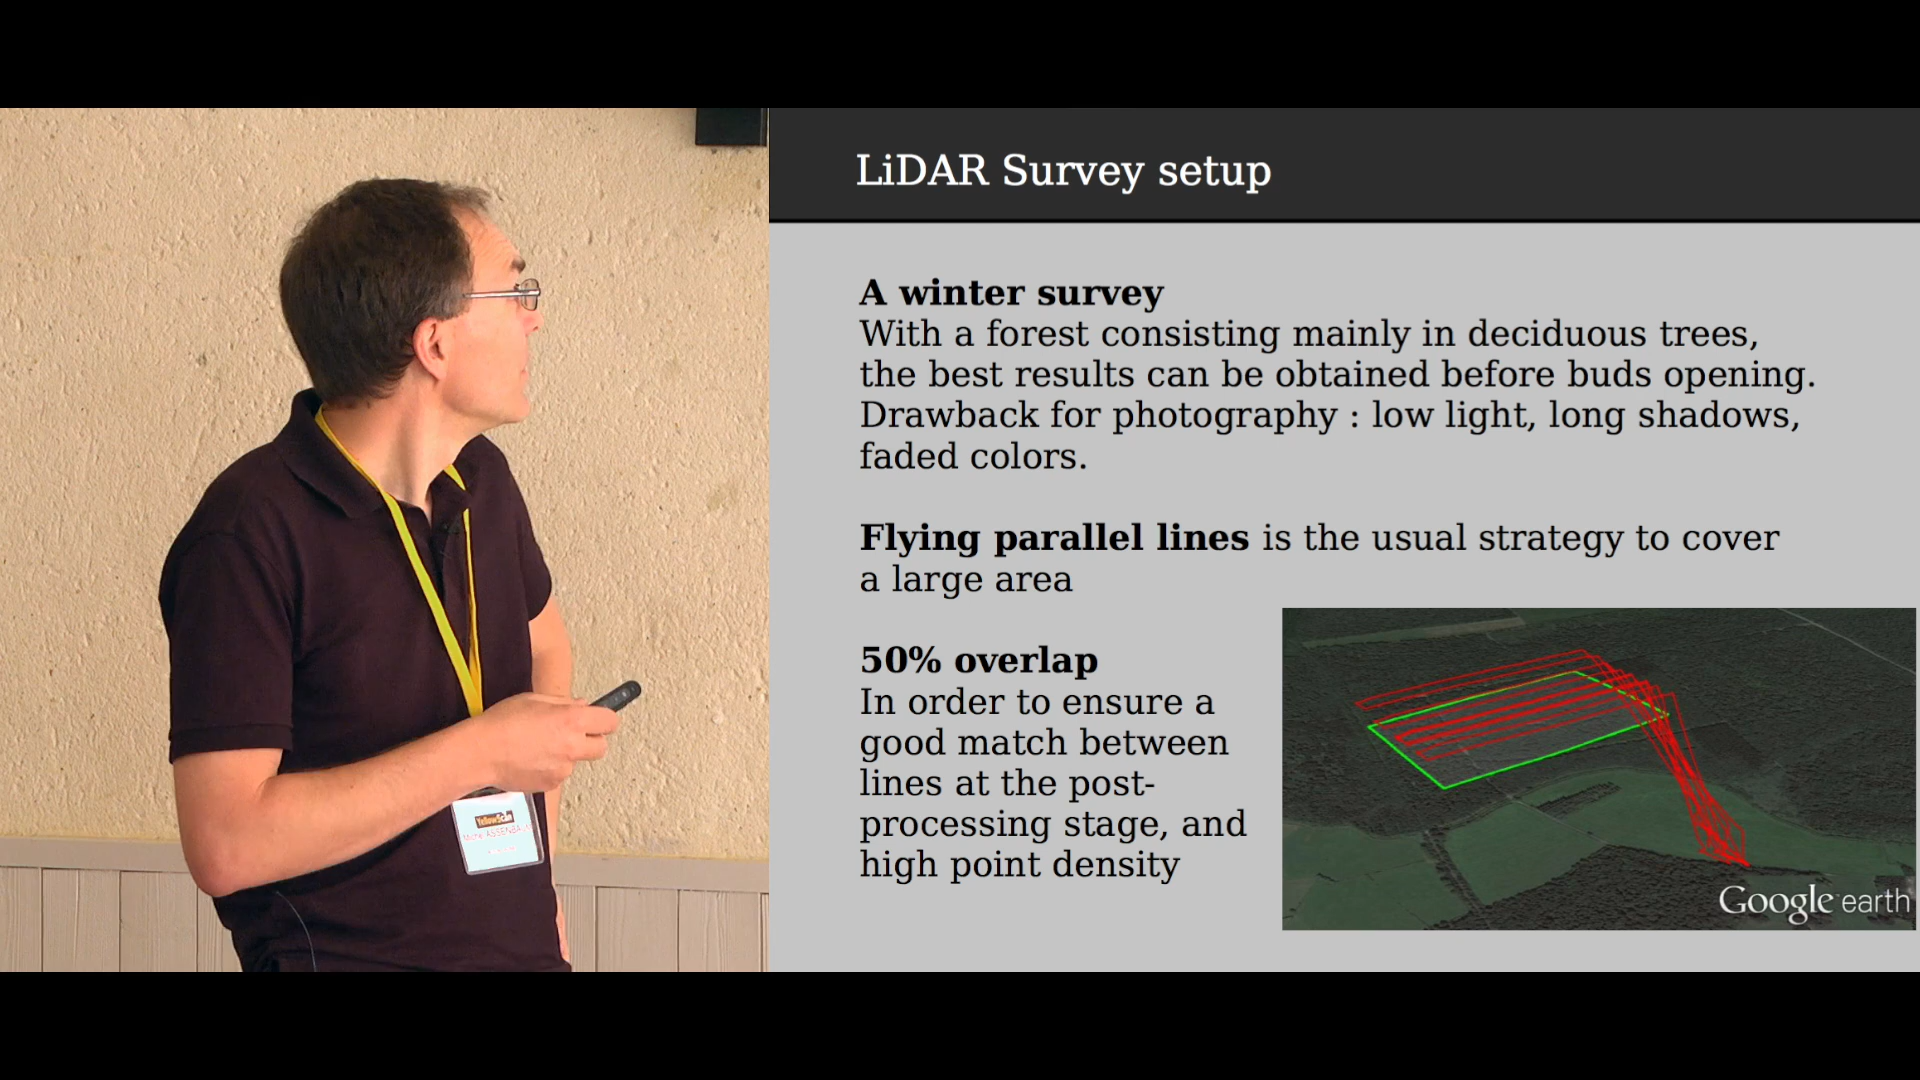 LiDAR Survey setup
A winter survey
With a forest consisting mainly in deciduous trees,
the best results can be obtained before buds opening.
Drawback for photography : low light, long shadows,
faded colors.
Flying parallel lines is the usual strategy to cover
a large area
50% overlap
In order to ensure a
good match between
lines at the post-
processing stage, and
high point density
Google earth
YellowScan
Michel ASSENBAUM